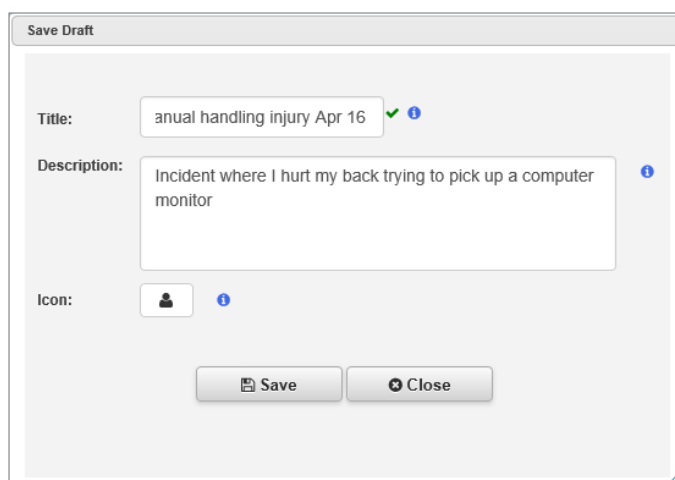 Save Draft
Title:
anual handling injury Apr 16
Description:
Incident where I hurt my back trying to pick up a computer
monitor
Icon:
Save
Close